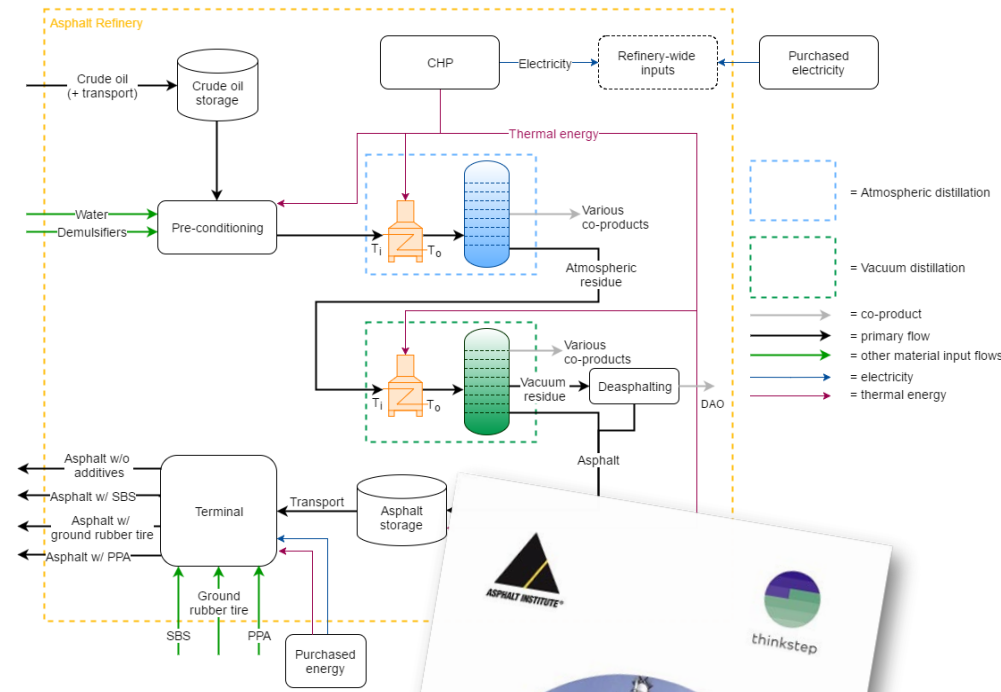 Asphalt Refinery
Crude oil
(+ transport)
Crude oil
storage
CHP
Electricity
Refinery-wide
inputs
Purchased
electricity
Thermal energy
Water
Demulsifiers
Pre-conditioning
Ti
To
Various
co-products
Atmospheric
residue
= Atmospheric distillation
= Vacuum distillation
= co-product
= primary flow
= other material input flows
= electricity
= thermal energy
Various
co-products
Ti
To
Vacuum
residue
Deasphalting
DAO
Asphalt
Asphalt w/o
additives
Asphalt w/ SBS
Asphalt w/
ground rubber tire
Asphalt w/ PPA
Terminal
Transport
Asphalt
storage
SBS
Ground
rubber tire
PPA
Purchased
energy
ASPHALT INSTITUTE®
thinkstep